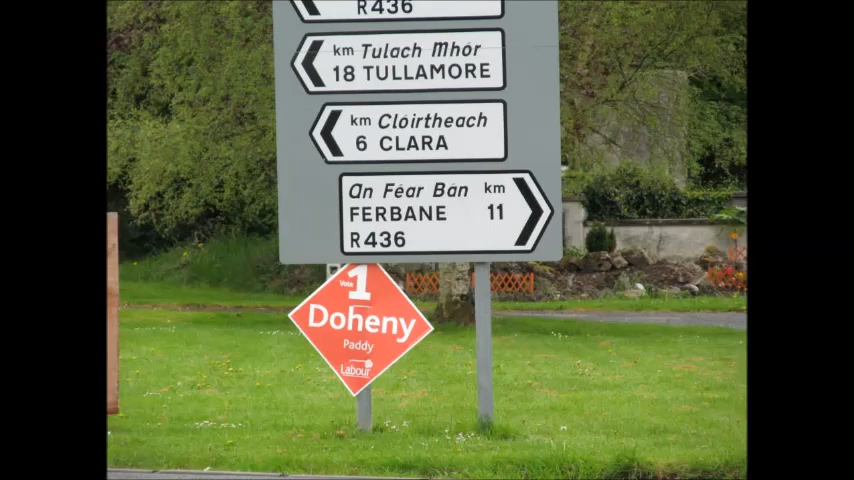 R436
km Tulach Mhór
18 TULLAMORE
km Clóirtheach
6 CLARA
An Féar Bán km
FERBANE 11
R436
Vote 1
Doheny
Paddy
Labour